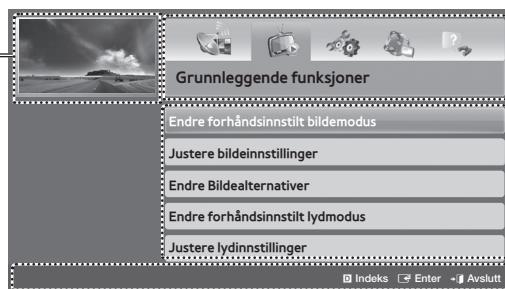 Grunnleggende funksjoner
Endre forhåndsinnstilt bildemodus
Justere bildeinnstillinger
Endre Bildealternativer
Endre forhåndsinnstilt lydmodus
Justere lydinnstillinger
D Indeks Enter Avslutt